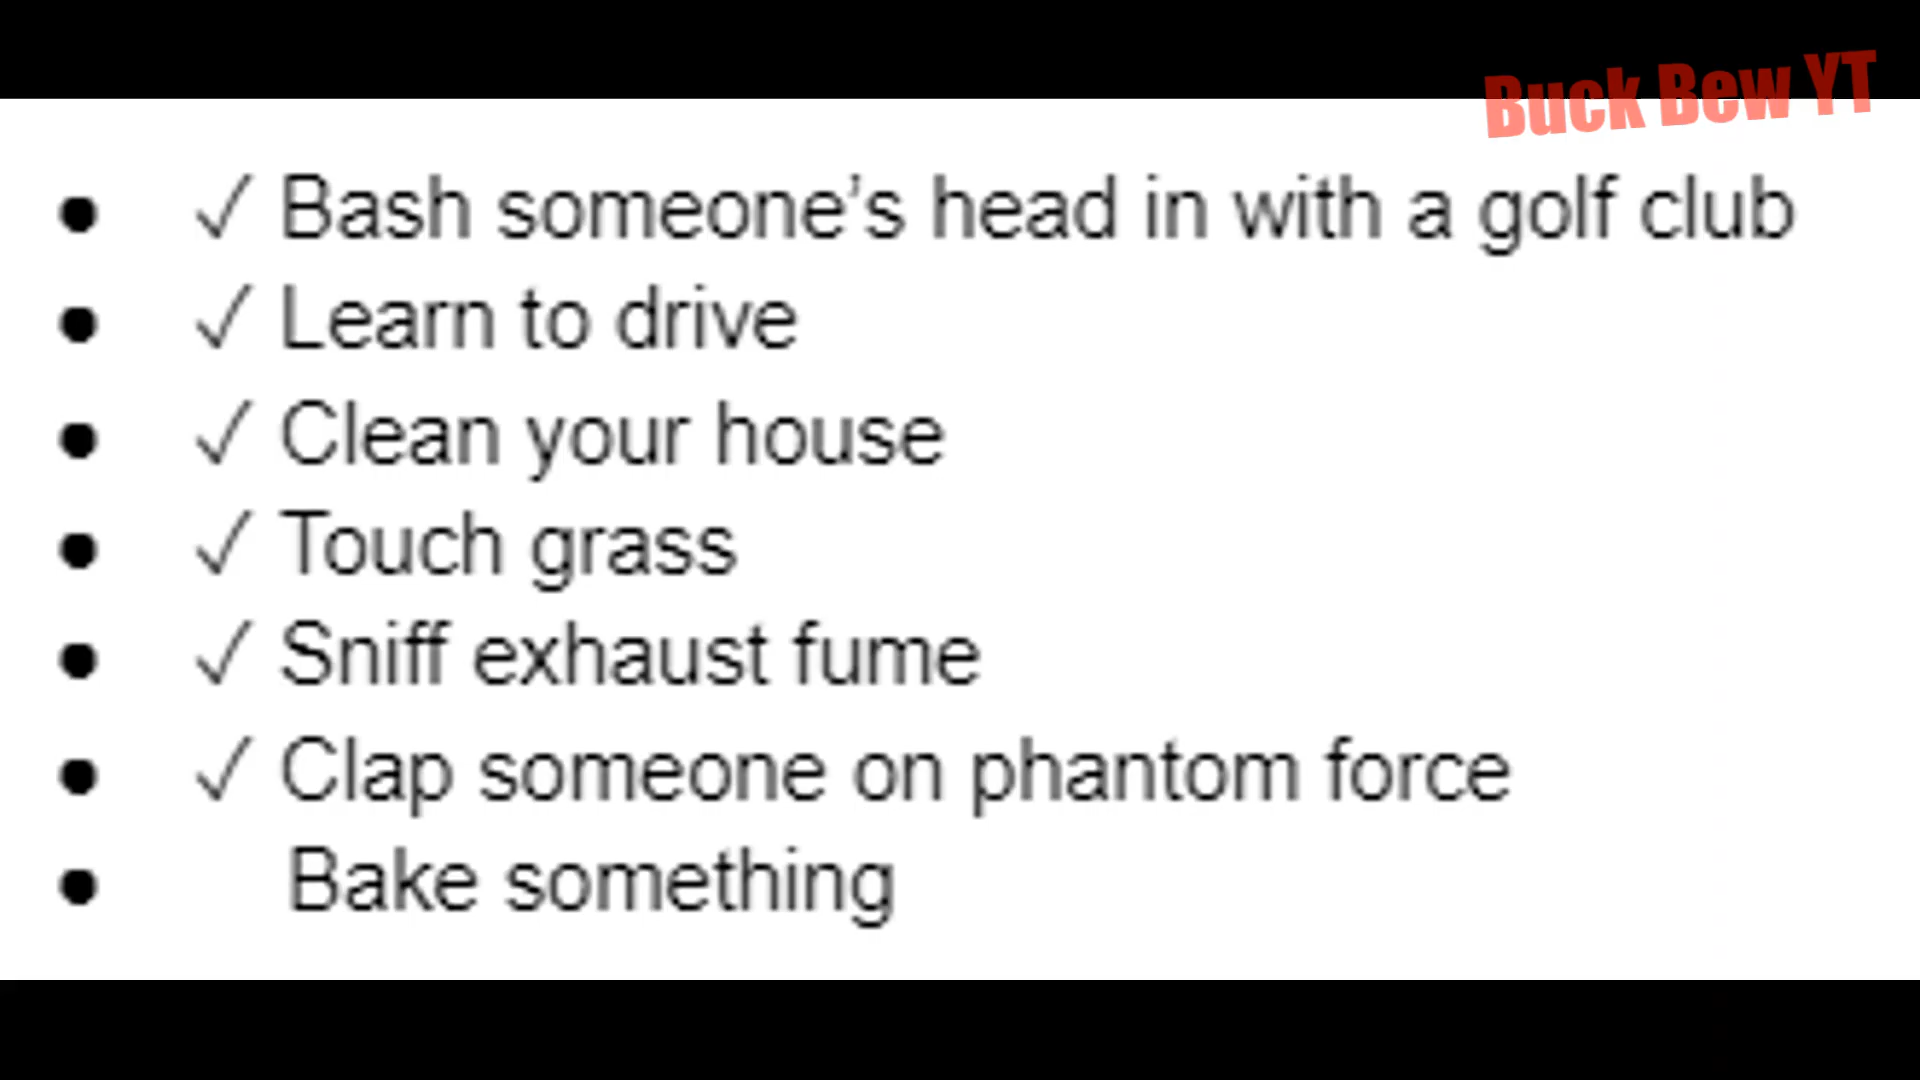 Buck Bew YT
• ✓ Bash someone’s head in with a golf club
• ✓ Learn to drive
• ✓ Clean your house
• ✓ Touch grass
• ✓ Sniff exhaust fume
• ✓ Clap someone on phantom force
• Bake something